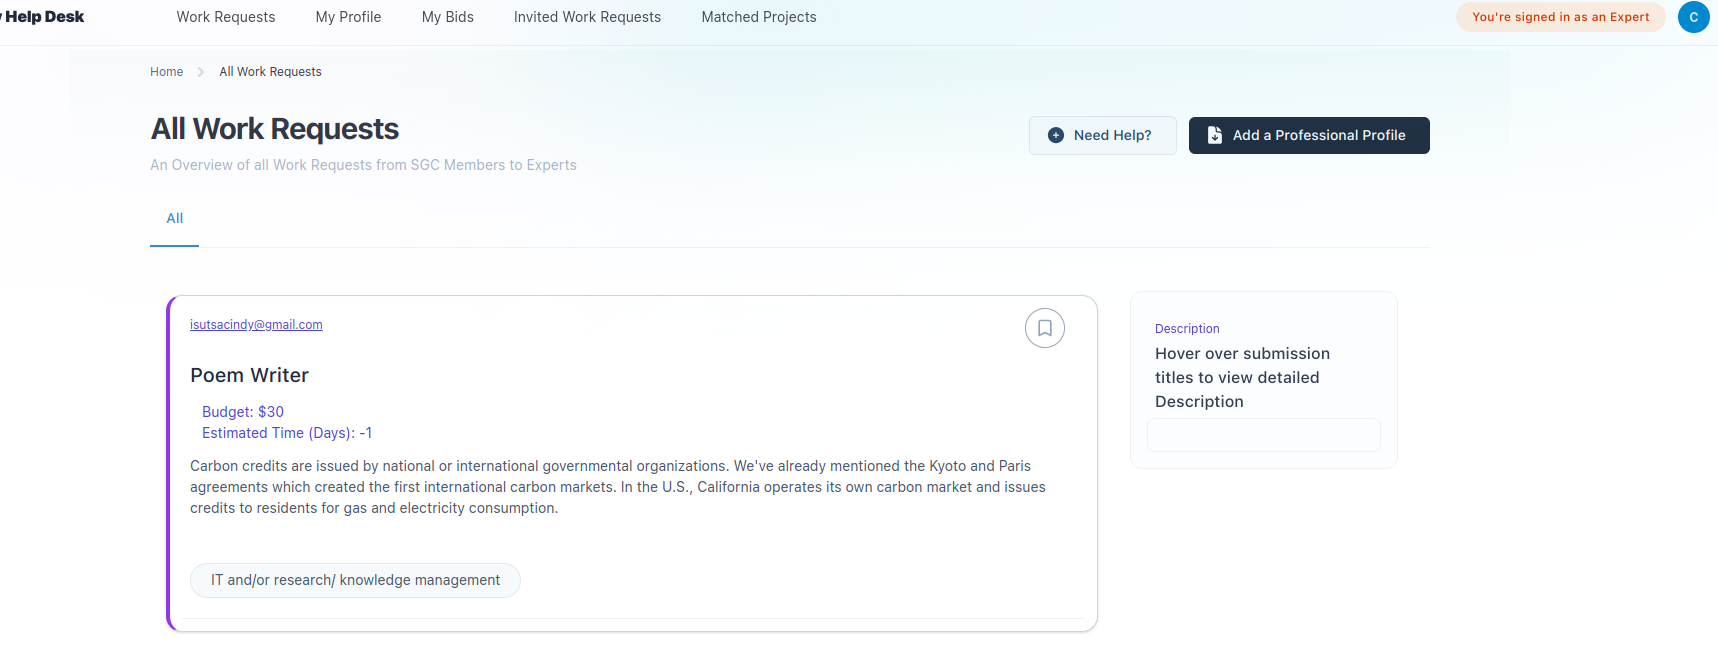 Help Desk
Work Requests
My Profile
My Bids
Invited Work Requests
Matched Projects
You're signed in as an Expert
C
Home
All Work Requests
All Work Requests
Need Help?
Add a Professional Profile
An Overview of all Work Requests from SGC Members to Experts
All
isutsacindy@gmail.com
Poem Writer
Budget: $30
Estimated Time (Days): -1
Carbon credits are issued by national or international governmental organizations. We've already mentioned the Kyoto and Paris
agreements which created the first international carbon markets. In the U.S., California operates its own carbon market and issues
credits to residents for gas and electricity consumption.
IT and/or research/ knowledge management
Description
Hover over submission
titles to view detailed
Description